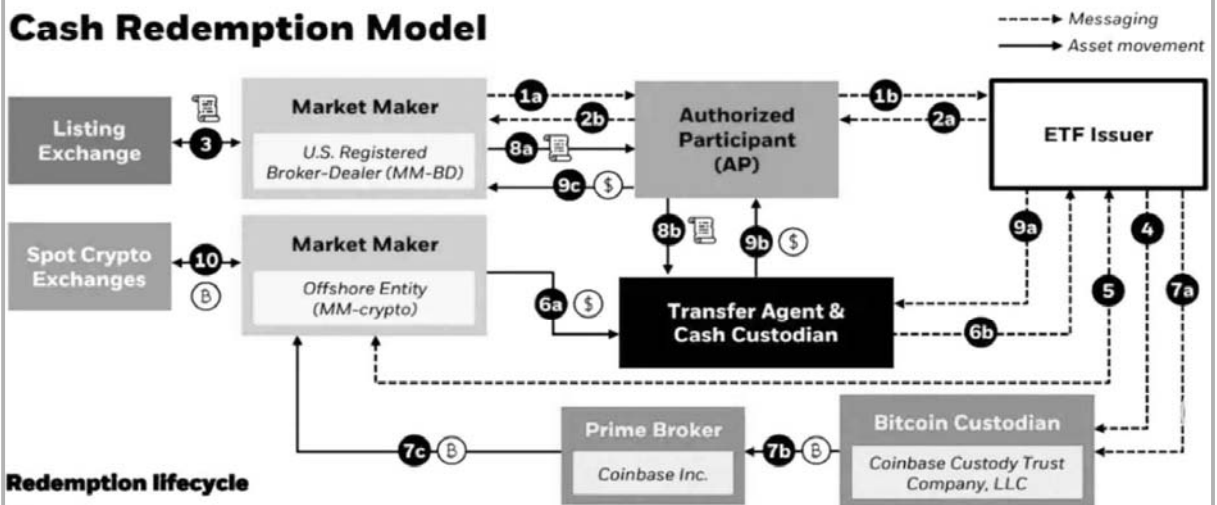 Cash Redemption Model
Messaging
Asset movement
Listing
Exchange
3
Market Maker
U.S. Registered
Broker-Dealer (MM-BD)
1a
2b
8a
9c
$
Authorized
Participant
(AP)
1b
2a
ETF Issuer
Spot Crypto
Exchanges
10
B
Market Maker
Offshore Entity
(MM-crypto)
6a
$
8b
9b
$
Transfer Agent &
Cash Custodian
9a
6b
5
4
7a
7c
B
Prime Broker
Coinbase Inc.
7b
B
Bitcoin Custodian
Coinbase Custody Trust
Company, LLC
Redemption lifecycle